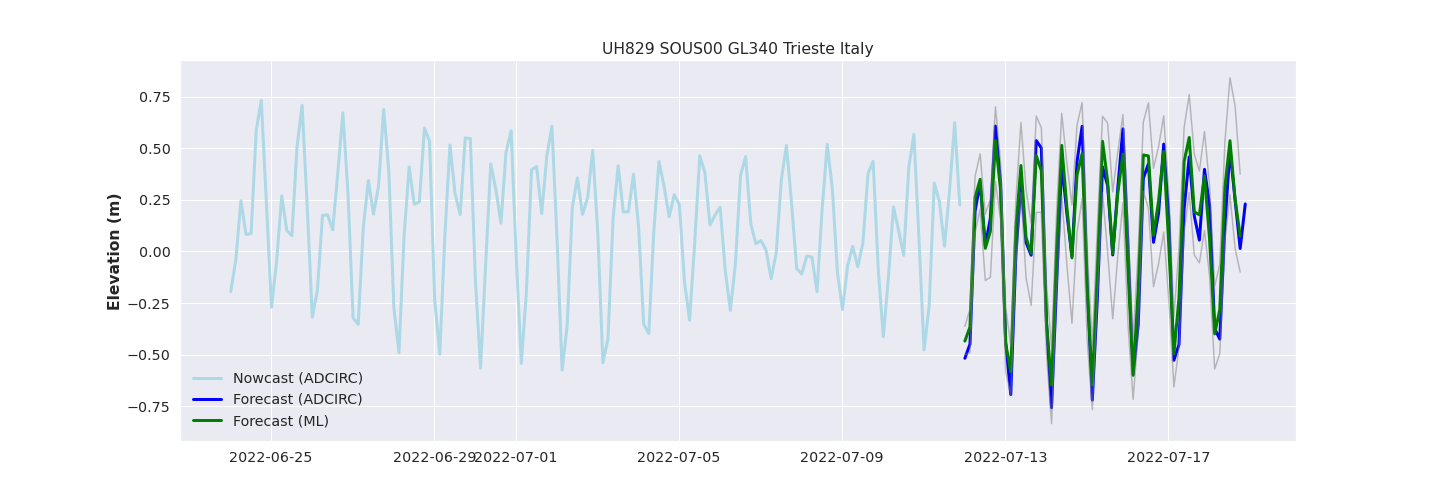 UH829 SOUS00 GL340 Trieste Italy
Elevation (m)
0.75
0.50
0.25
0.00
−0.25
−0.50
−0.75
Nowcast (ADCIRC)
Forecast (ADCIRC)
Forecast (ML)
2022-06-25 2022-06-29 2022-07-01 2022-07-05 2022-07-09 2022-07-13 2022-07-17